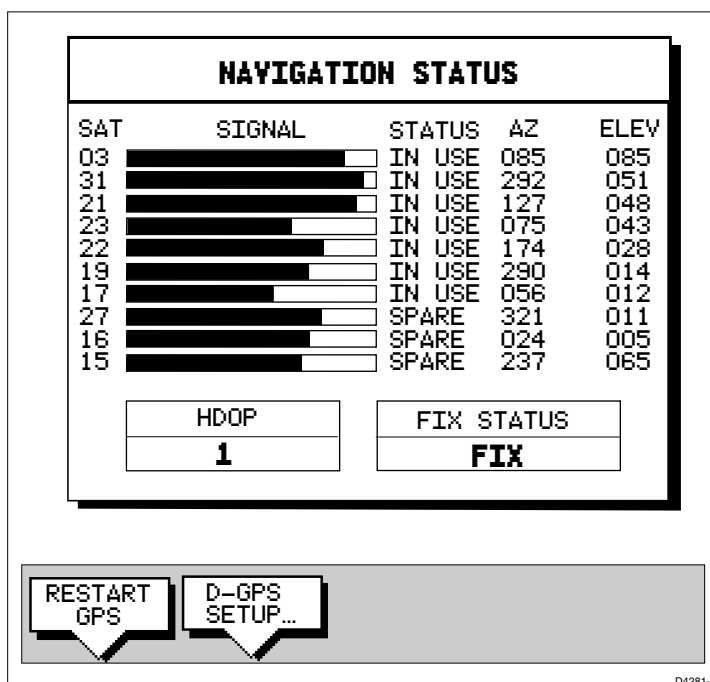 NAVIGATION STATUS
SAT SIGNAL STATUS AZ ELEV
03 IN USE 085 085
31 IN USE 292 051
21 IN USE 127 048
23 IN USE 075 043
22 IN USE 174 028
19 IN USE 290 014
17 IN USE 056 012
27 SPARE 321 011
16 SPARE 024 005
15 SPARE 237 065
HDOP
1
FIX STATUS
FIX
RESTART
GPS
D-GPS
SETUP...